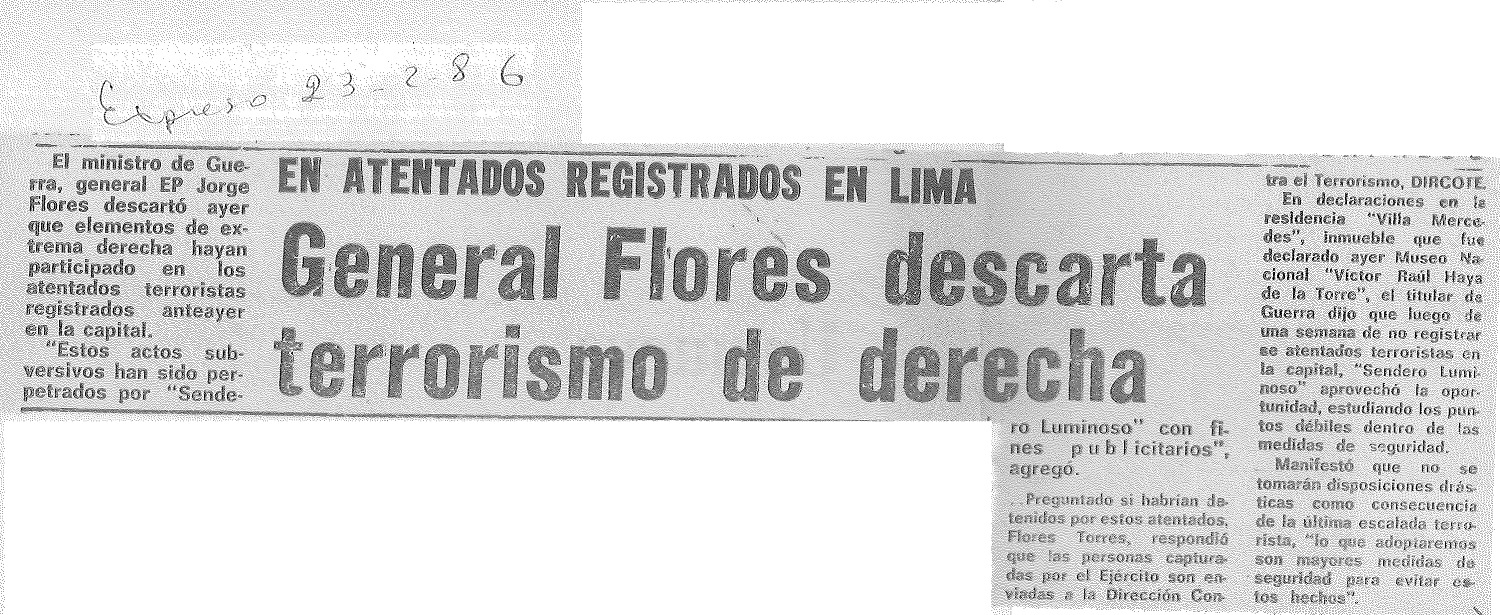 Expreso 23-2-86
EN ATENTADOS REGISTRADOS EN LIMA
General Flores descarta
terrorismo de derecha
El ministro de Gue-
rra, general EP Jorge
Flores descartó ayer
que elementos de ex-
trema derecha hayan
participado en los
atentados terroristas
registrados anteayer
en la capital.
"Estos actos sub-
versivos han sido per-
petrados por "Sende-
ro Luminoso" con fi-
nes publicitarios",
agregó.
Preguntado si habrían de-
tenidos por estos atentados,
Flores Torres, respondió
que las personas captura-
das por el Ejército son en-
viadas a la Dirección Con-
tra el Terrorismo, DIRCOTE.
En declaraciones en la
residencia "Villa Merce-
des", inmueble que fue
declarado ayer Museo Na-
cional "Víctor Raúl Haya
de la Torre", el titular de
Guerra dijo que luego de
una semana de no registrar
se atentados terroristas en
la capital, "Sendero Lumi-
noso" aprovechó la opor-
tunidad, estudiando los pun-
tos débiles dentro de las
medidas de seguridad.
Manifestó que no se
tomarán disposiciones drás-
ticas como consecuencia
de la última escalada terro-
rista, "lo que adoptaremos
son mayores medidas de
seguridad para evitar es-
tos hechos".